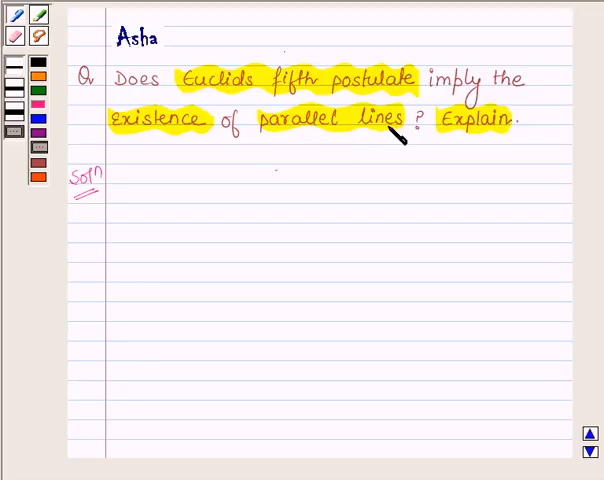 Asha
Q Does Euclids fifth postulate imply the
existence of parallel lines? Explain.
Soln